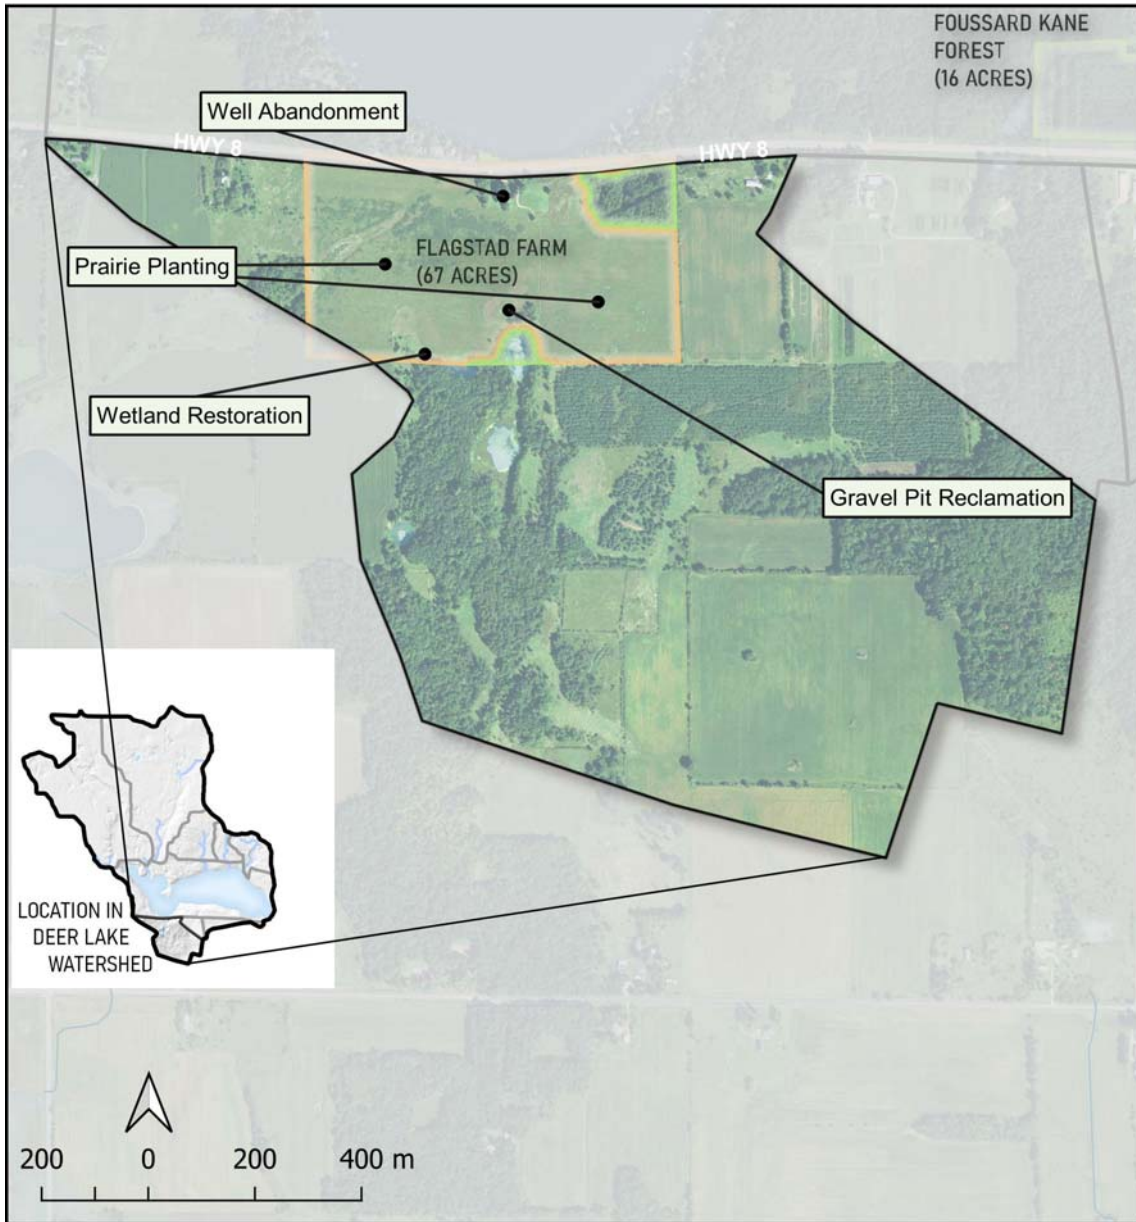 FOUSSARD KANE
FOREST
(16 ACRES)
Well Abandonment
HWY 8
HWY 8
FLAGSTAD FARM
(67 ACRES)
Prairie Planting
Wetland Restoration
Gravel Pit Reclamation
LOCATION IN
DEER LAKE
WATERSHED
200 0 200 400 m